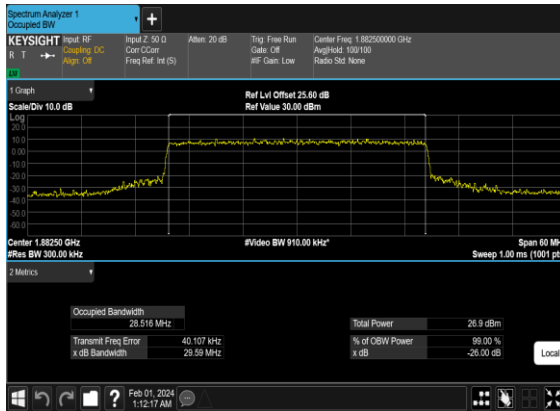 Spectrum Analyzer 1
Occupied BW
+
KEYSIGHT Input: RF Input Z: 50 Ω Atten: 20 dB Trig: Free Run Center Freq: 1.882500000 GHz
R T Coupling: DC Corr CCorr Gate: Off Avg|Hold: 100/100
Align: Off Freq Ref: Int (S) #IF Gain: Low Radio Std: None
1 Graph
Ref Lvl Offset 25.60 dB
Scale/Div 10.0 dB Ref Value 30.00 dBm
Log
20.0
10.0
0.00
-10.0
-20.0
-30.0
-40.0
-50.0
-60.0
Center 1.88250 GHz #Video BW 910.00 kHz* Span 60 MH
#Res BW 300.00 kHz Sweep 1.00 ms (1001 pt
2 Metrics
Occupied Bandwidth
28.516 MHz Total Power 26.9 dBm
Transmit Freq Error 40.107 kHz % of OBW Power 99.00 %
x dB Bandwidth 29.59 MHz x dB -26.00 dB
Local
? Feb 01, 2024
1:12:17 AM